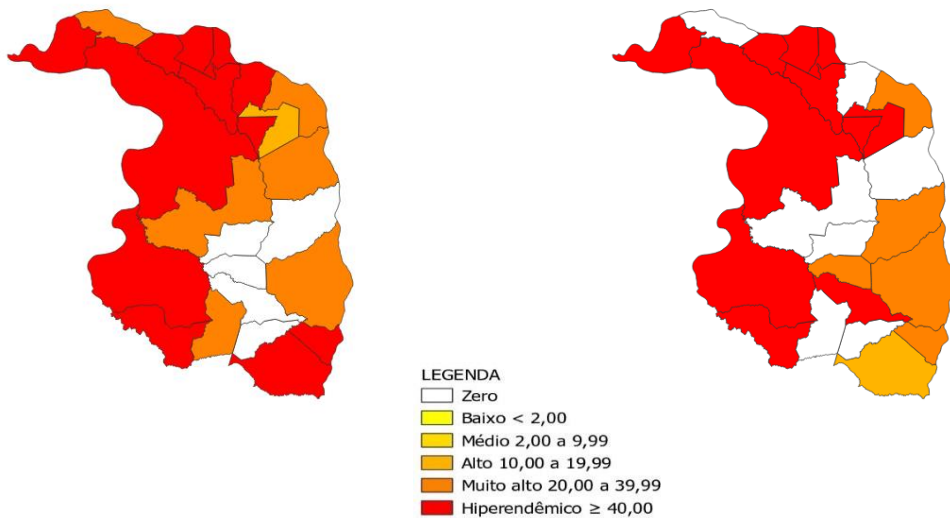 LEGENDA
Zero
Baixo < 2,00
Médio 2,00 a 9,99
Alto 10,00 a 19,99
Muito alto 20,00 a 39,99
Hiperendêmico ≥ 40,00